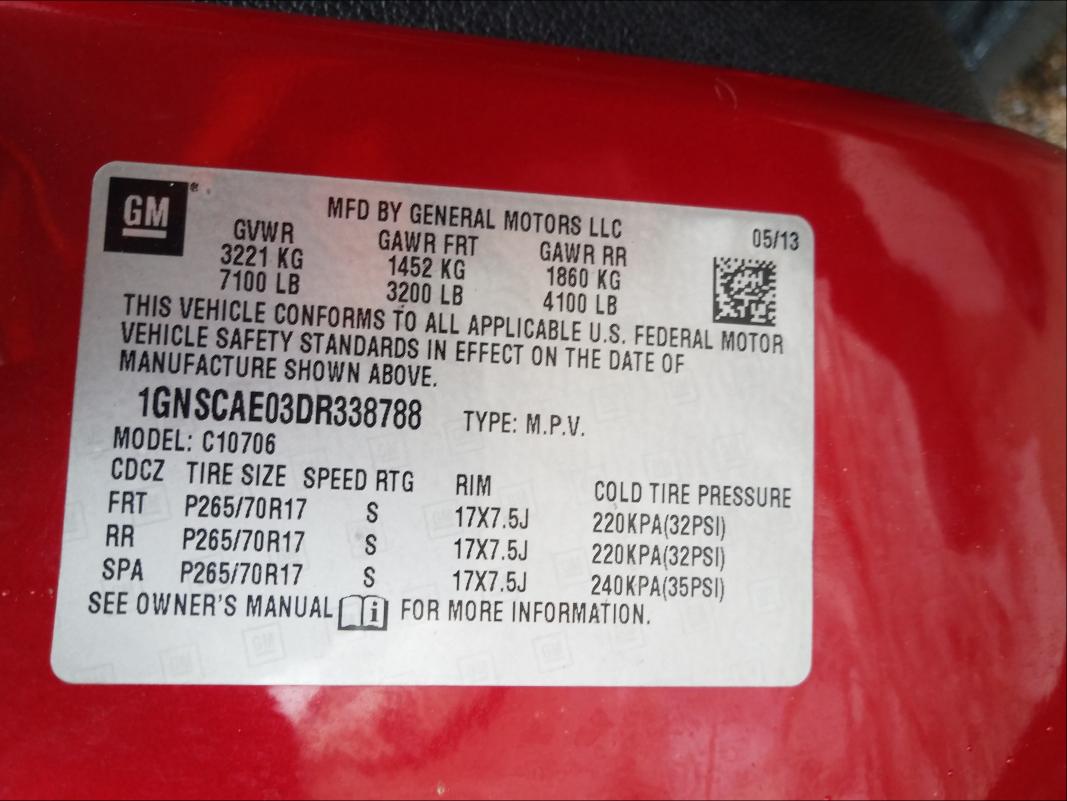 GM ®
MFD BY GENERAL MOTORS LLC
GVWR GAWR FRT GAWR RR 05/13
3221 KG 1452 KG 1860 KG
7100 LB 3200 LB 4100 LB
THIS VEHICLE CONFORMS TO ALL APPLICABLE U.S. FEDERAL MOTOR
VEHICLE SAFETY STANDARDS IN EFFECT ON THE DATE OF
MANUFACTURE SHOWN ABOVE.
1GNSCAE03DR338788 TYPE: M.P.V.
MODEL: C10706
CDCZ TIRE SIZE SPEED RTG RIM COLD TIRE PRESSURE
FRT P265/70R17 S 17X7.5J 220KPA(32PSI)
RR P265/70R17 S 17X7.5J 220KPA(32PSI)
SPA P265/70R17 S 17X7.5J 240KPA(35PSI)
SEE OWNER'S MANUAL i FOR MORE INFORMATION.